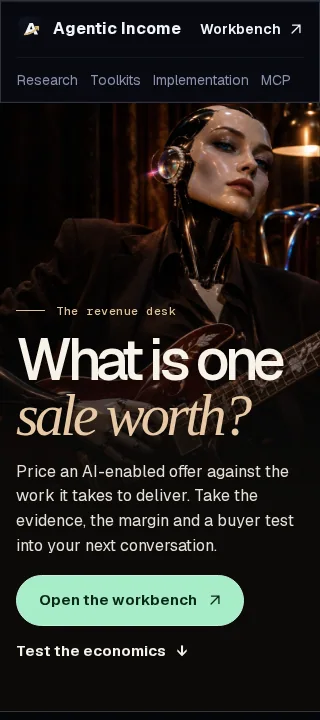 Agentic Income
Workbench ↗
Research Toolkits Implementation MCP
The revenue desk
What is one
sale worth?
Price an AI-enabled offer against the
work it takes to deliver. Take the
evidence, the margin and a buyer test
into your next conversation.
Open the workbench ↗
Test the economics ↓